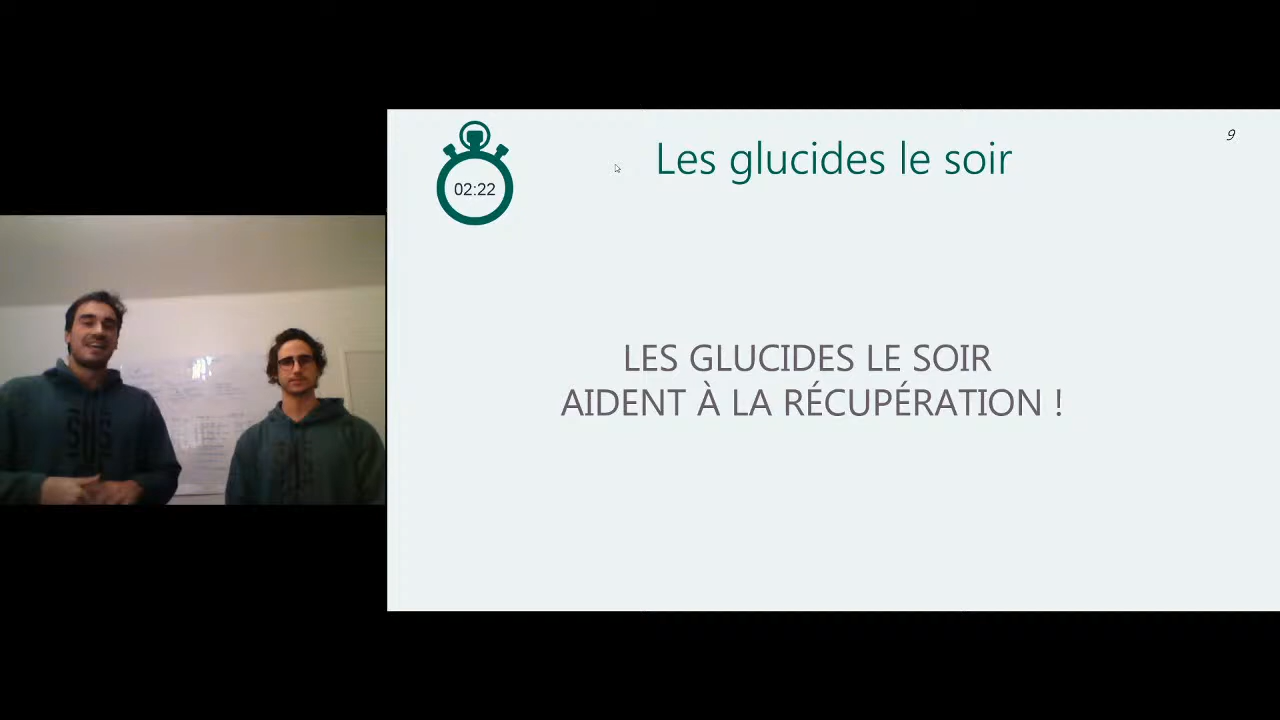 02:22
Les glucides le soir
9
LES GLUCIDES LE SOIR
AIDENT À LA RÉCUPÉRATION !